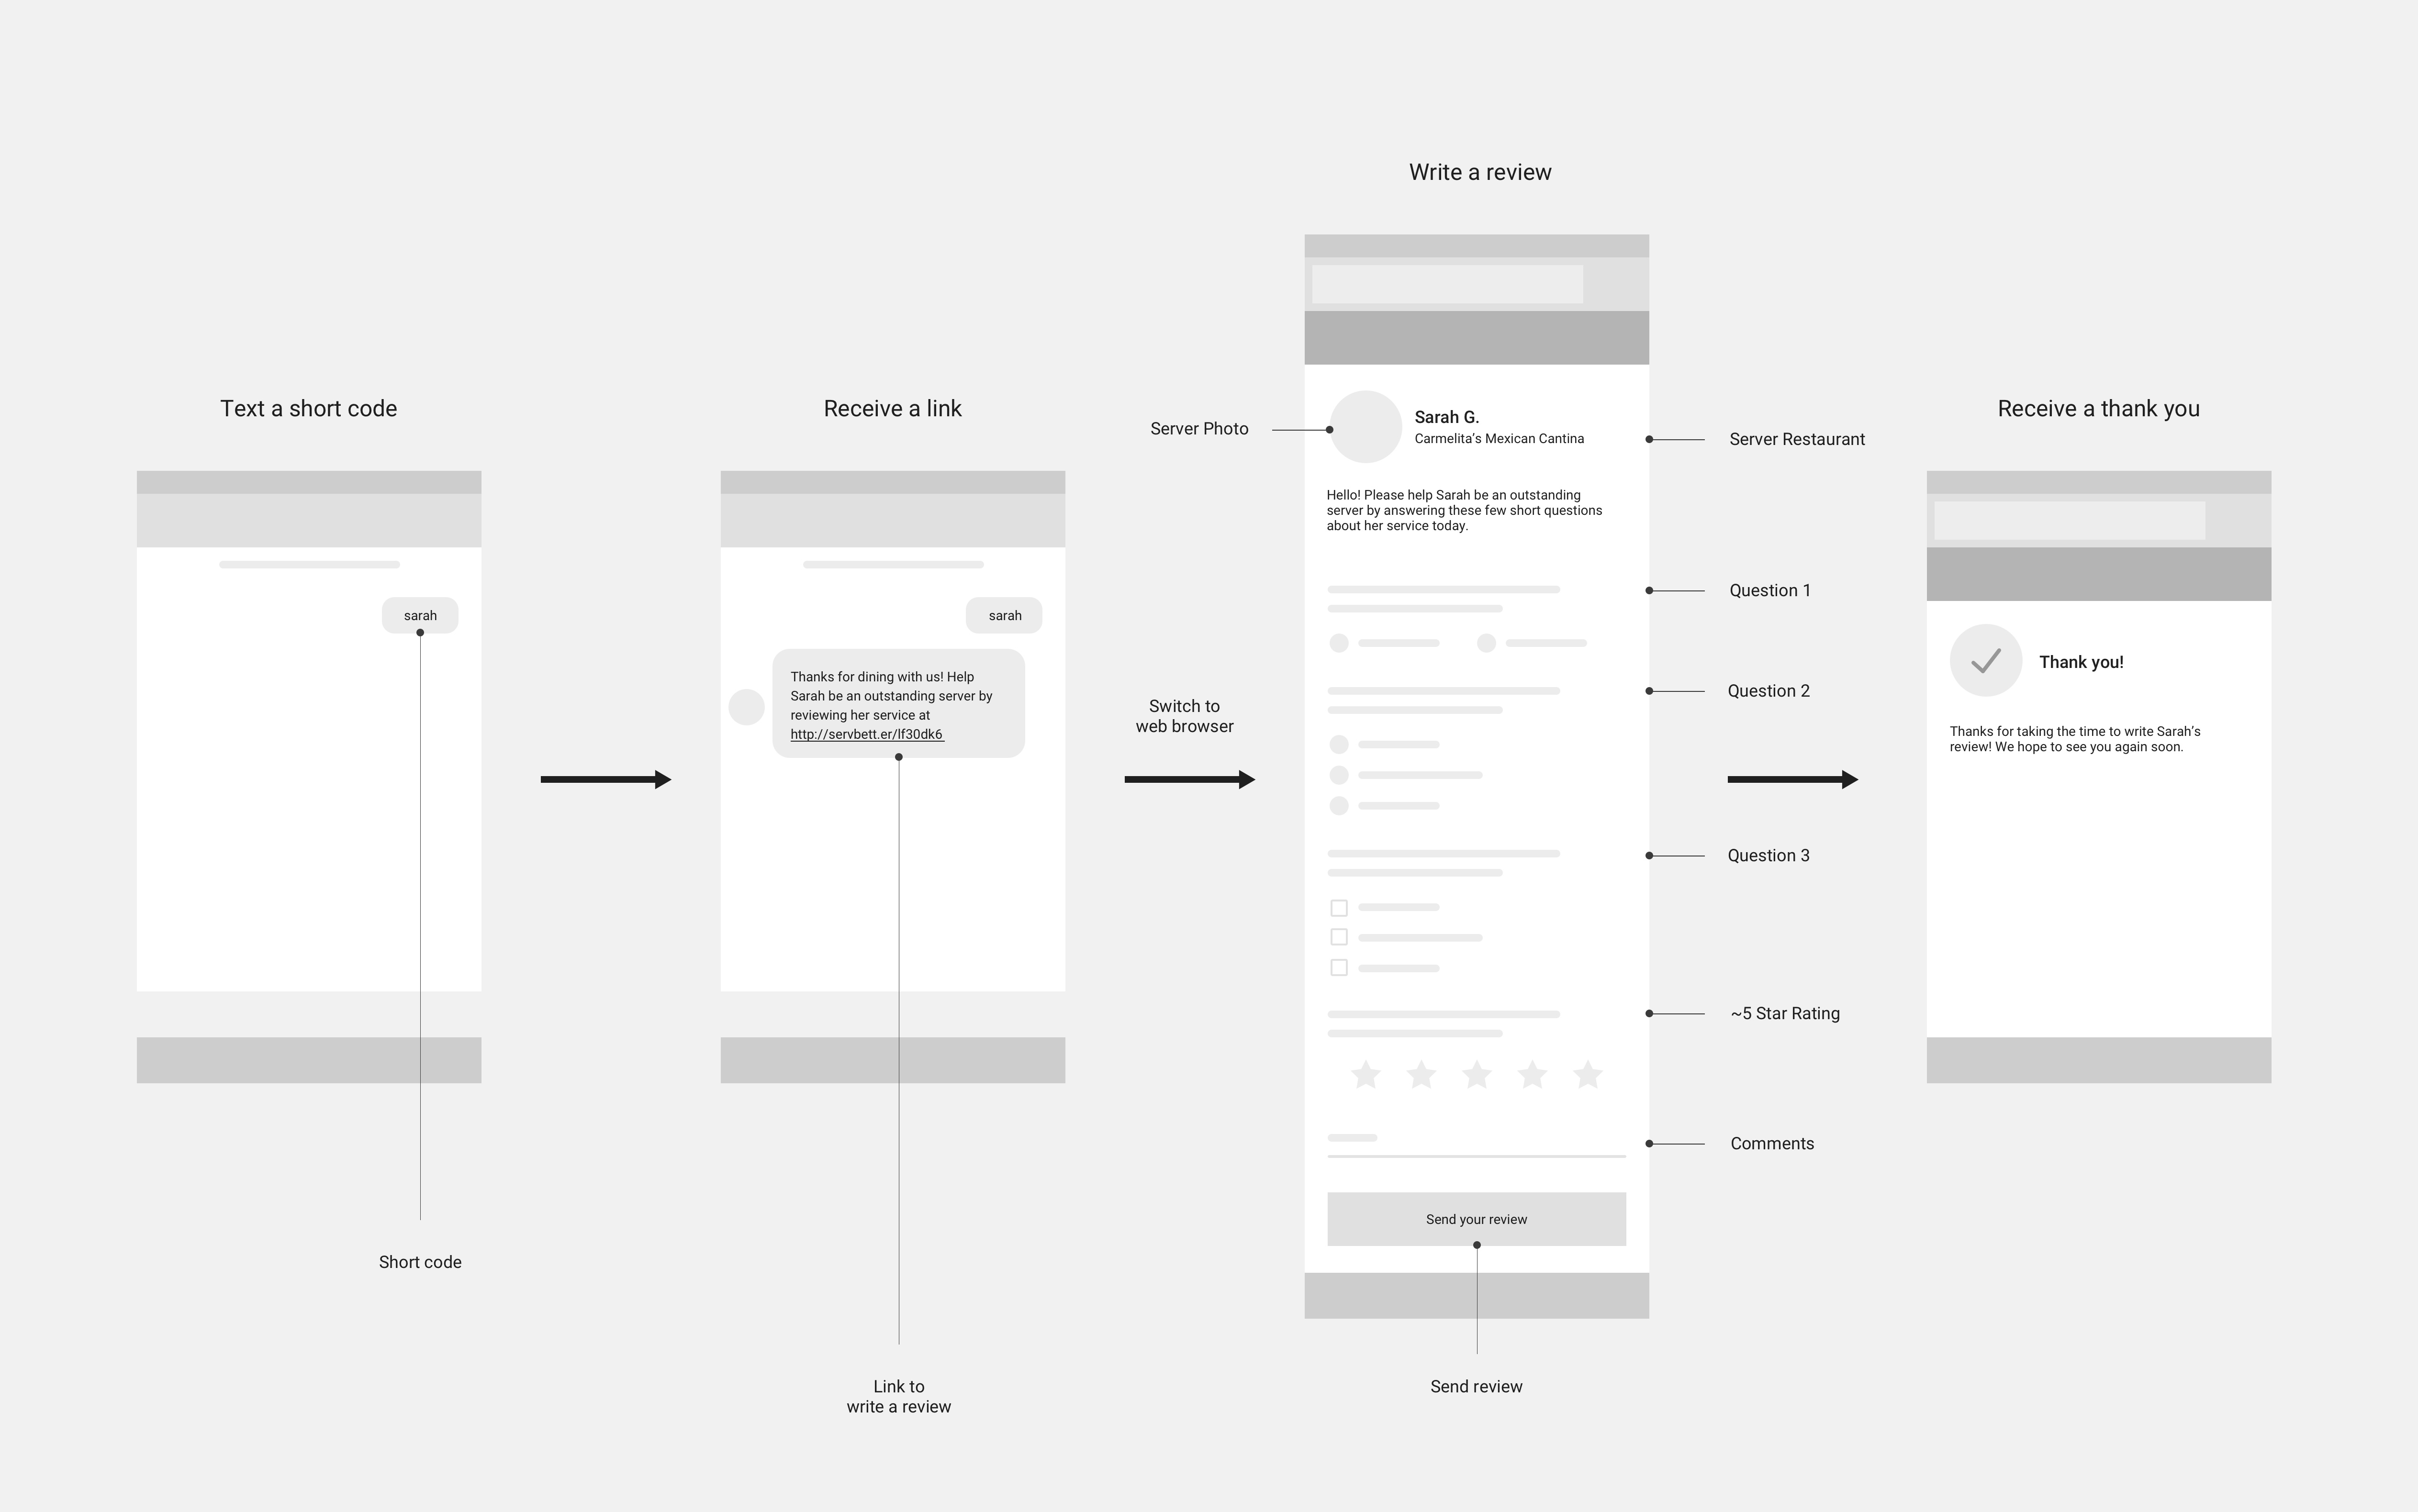 Text a short code
sarah
Short code
Receive a link
sarah
Thanks for dining with us! Help
Sarah be an outstanding server by
reviewing her service at
http://servbett.er/lf30dk6
Link to
write a review
Switch to
web browser
Write a review
Server Photo
Sarah G.
Carmelita's Mexican Cantina
Server Restaurant
Hello! Please help Sarah be an outstanding
server by answering these few short questions
about her service today.
Question 1
Question 2
Question 3
~5 Star Rating
Comments
Send your review
Send review
Receive a thank you
Thank you!
Thanks for taking the time to write Sarah's
review! We hope to see you again soon.